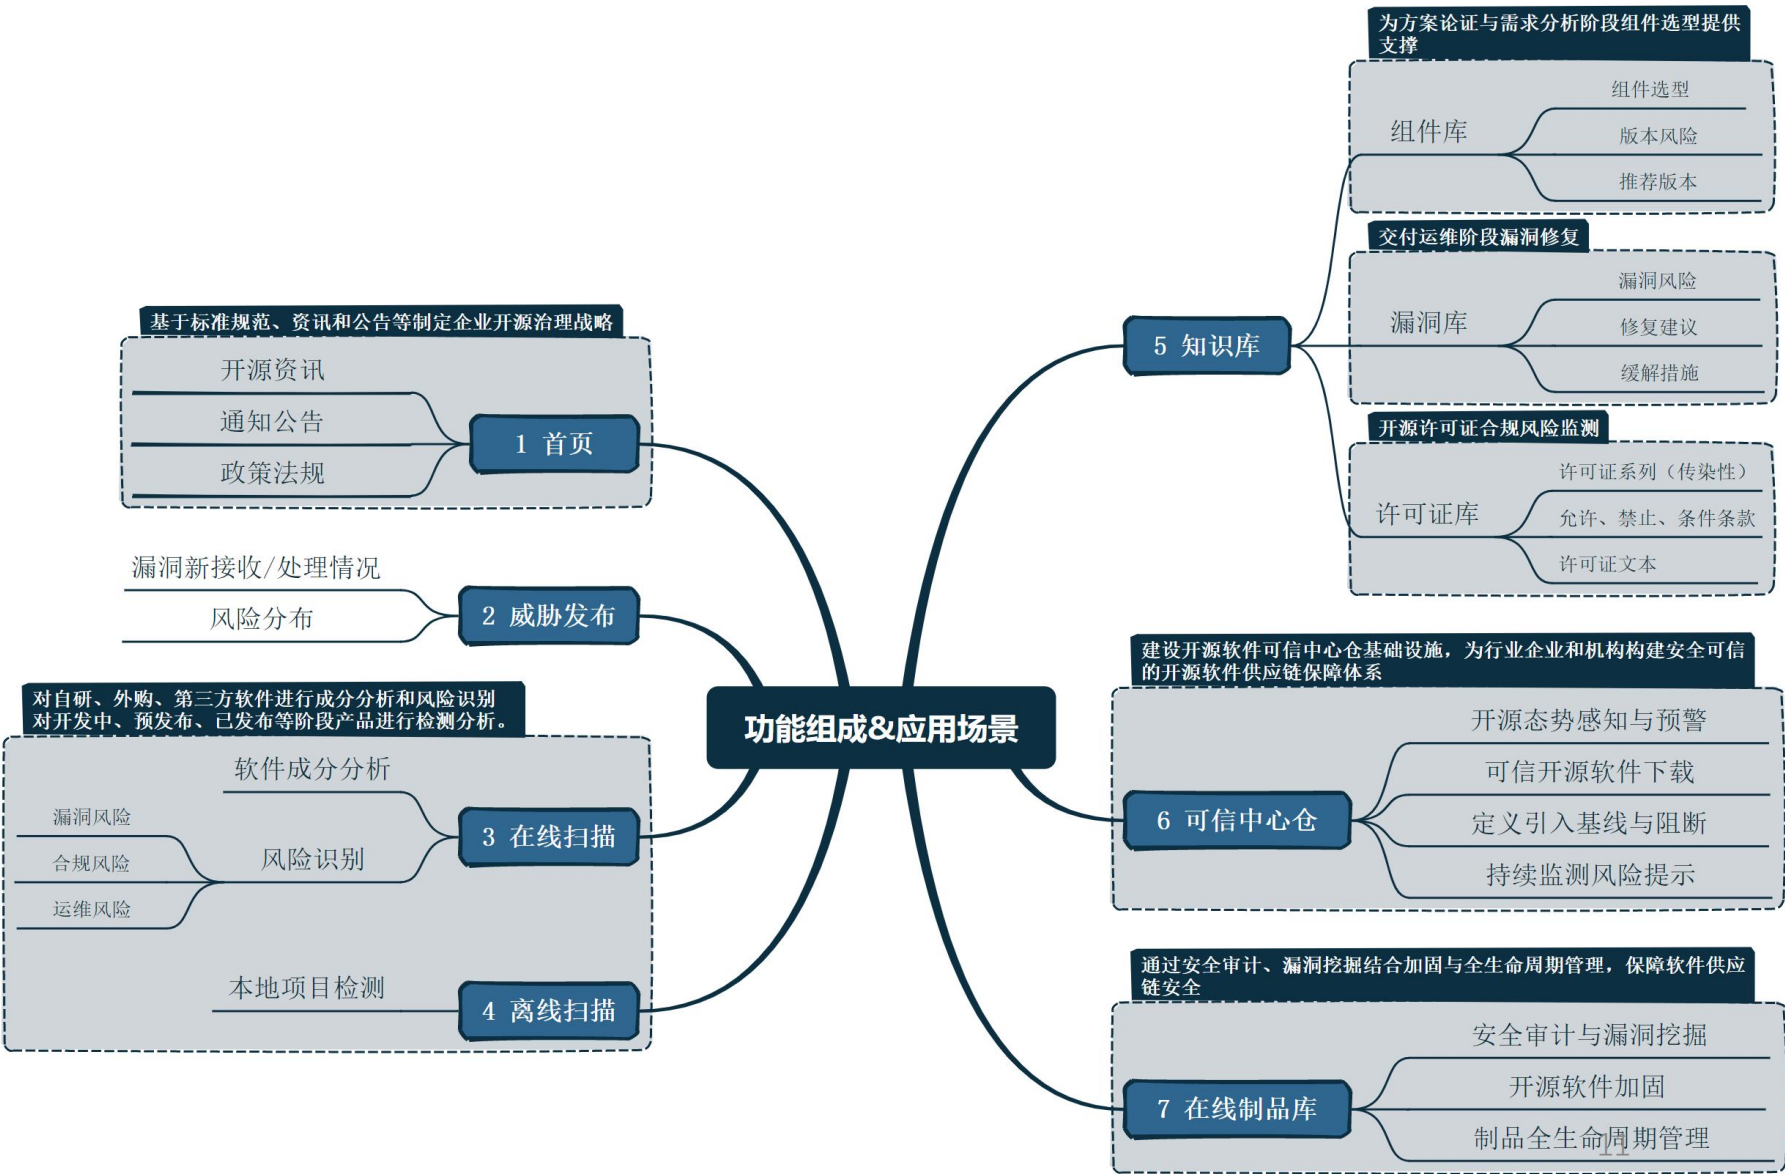 功能组成&应用场景
基于标准规范、资讯和公告等制定企业开源治理战略
1 首页
开源资讯
通知公告
政策法规
2 威胁发布
漏洞新接收/处理情况
风险分布
对自研、外购、第三方软件进行成分分析和风险识别
对开发中、预发布、已发布等阶段产品进行检测分析。
3 在线扫描
软件成分分析
风险识别
漏洞风险
合规风险
运维风险
4 离线扫描
本地项目检测
5 知识库
为方案论证与需求分析阶段组件选型提供
支撑
组件库
组件选型
版本风险
推荐版本
交付运维阶段漏洞修复
漏洞库
漏洞风险
修复建议
缓解措施
开源许可证合规风险监测
许可证库
许可证系列（传染性）
允许、禁止、条件条款
许可证文本
建设开源软件可信中心仓基础设施，为行业企业和机构构建安全可信
的开源软件供应链保障体系
6 可信中心仓
开源态势感知与预警
可信开源软件下载
定义引入基线与阻断
持续监测风险提示
通过安全审计、漏洞挖掘结合加固与全生命周期管理，保障软件供应
链安全
7 在线制品库
安全审计与漏洞挖掘
开源软件加固
制品全生命周期管理
11